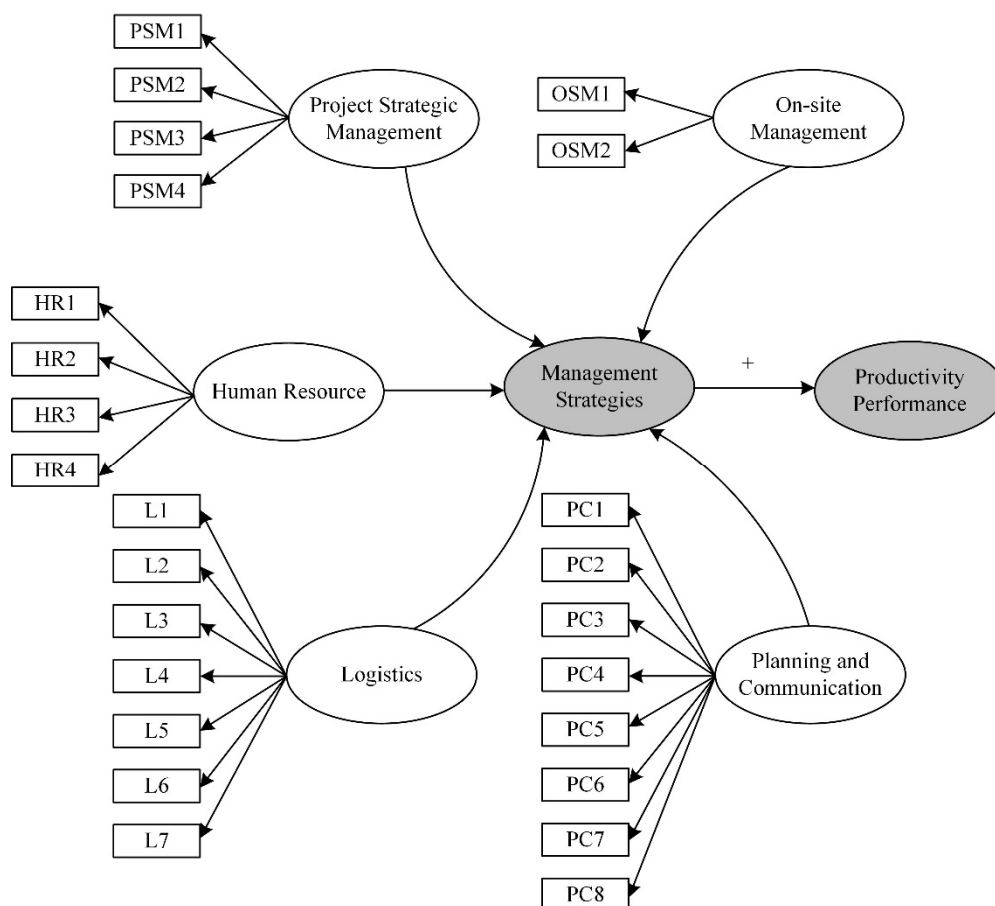 PSM1
PSM2
PSM3
PSM4
Project Strategic
Management
OSM1
OSM2
On-site
Management
HR1
HR2
HR3
HR4
Human Resource
Management
Strategies
+
Productivity
Performance
L1
L2
L3
L4
L5
L6
L7
Logistics
PC1
PC2
PC3
PC4
PC5
PC6
PC7
PC8
Planning and
Communication